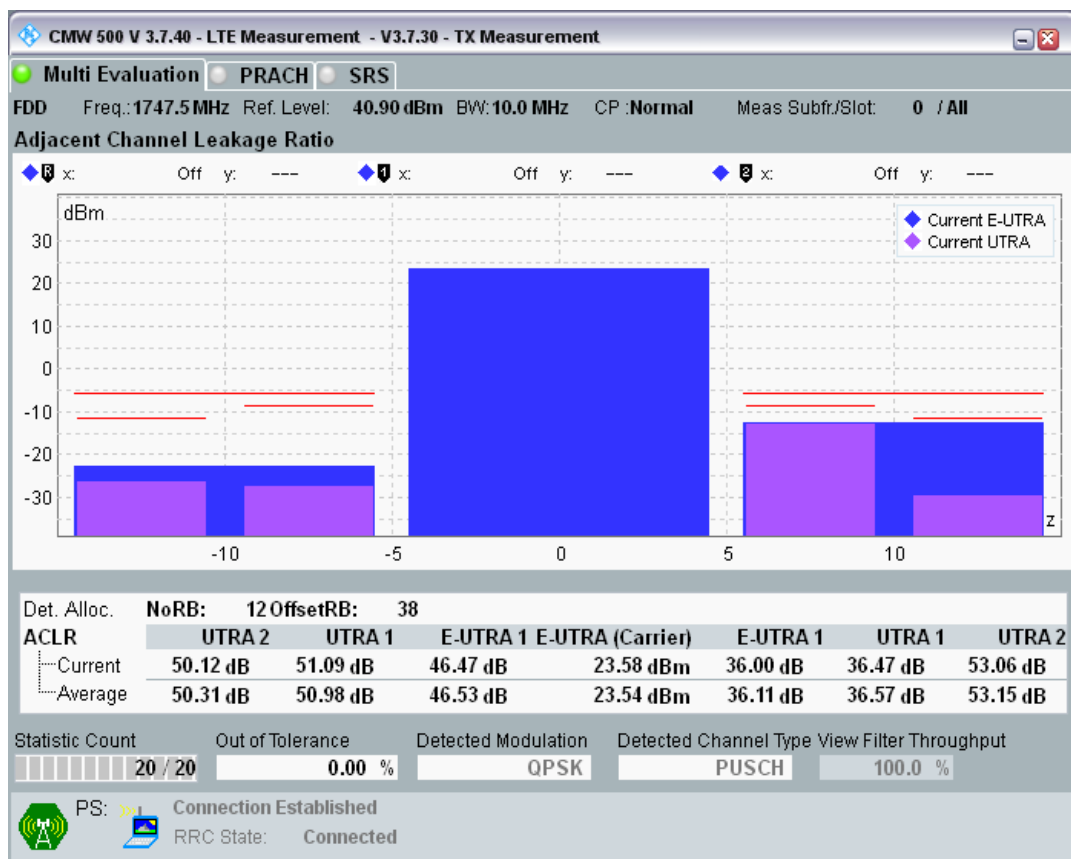 CMW 500 V 3.7.40 - LTE Measurement - V3.7.30 - TX Measurement
Multi Evaluation PRACH SRS
FDD Freq.: 1747.5 MHz Ref. Level: 40.90 dBm BW: 10.0 MHz CP :Normal Meas Subfr./Slot: 0 / All
Adjacent Channel Leakage Ratio
R x: Off y: --- 1 x: Off y: --- 2 x: Off y: ---
dBm
Current E-UTRA
Current UTRA
30
20
10
0
-10
-20
-30
z
-10 -5 0 5 10
Det. Alloc. NoRB: 12 OffsetRB: 38
ACLR UTRA 2 UTRA 1 E-UTRA 1 E-UTRA (Carrier) E-UTRA 1 UTRA 1 UTRA 2
Current 50.12 dB 51.09 dB 46.47 dB 23.58 dBm 36.00 dB 36.47 dB 53.06 dB
Average 50.31 dB 50.98 dB 46.53 dB 23.54 dBm 36.11 dB 36.57 dB 53.15 dB
Statistic Count Out of Tolerance Detected Modulation Detected Channel Type View Filter Throughput
20 / 20 0.00 % QPSK PUSCH 100.0 %
PS: Connection Established
RRC State: Connected